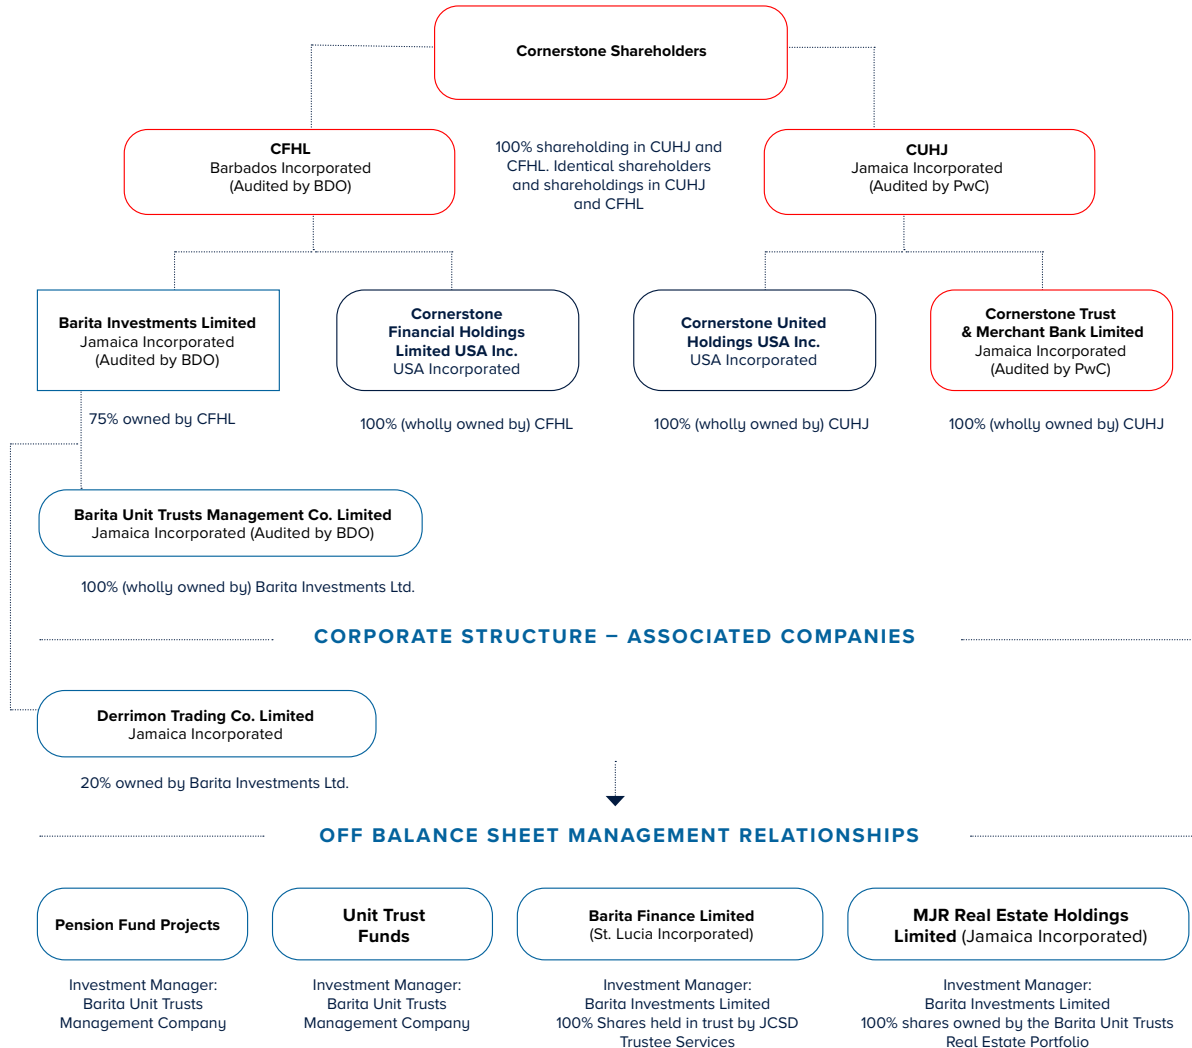 Cornerstone Shareholders
CFHL
Barbados Incorporated
(Audited by BDO)
100% shareholding in CUHJ and
CFHL. Identical shareholders
and shareholdings in CUHJ
and CFHL
CUHJ
Jamaica Incorporated
(Audited by PwC)
Barita Investments Limited
Jamaica Incorporated
(Audited by BDO)
Cornerstone
Financial Holdings
Limited USA Inc.
USA Incorporated
Cornerstone United
Holdings USA Inc.
USA Incorporated
Cornerstone Trust
& Merchant Bank Limited
Jamaica Incorporated
(Audited by PwC)
75% owned by CFHL
100% (wholly owned by) CFHL
100% (wholly owned by) CUHJ
100% (wholly owned by) CUHJ
Barita Unit Trusts Management Co. Limited
Jamaica Incorporated (Audited by BDO)
100% (wholly owned by) Barita Investments Ltd.
CORPORATE STRUCTURE – ASSOCIATED COMPANIES
Derrimon Trading Co. Limited
Jamaica Incorporated
20% owned by Barita Investments Ltd.
OFF BALANCE SHEET MANAGEMENT RELATIONSHIPS
Pension Fund Projects
Unit Trust
Funds
Barita Finance Limited
(St. Lucia Incorporated)
MJR Real Estate Holdings
Limited (Jamaica Incorporated)
Investment Manager:
Barita Unit Trusts
Management Company
Investment Manager:
Barita Unit Trusts
Management Company
Investment Manager:
Barita Investments Limited
100% Shares held in trust by JCSD
Trustee Services
Investment Manager:
Barita Investments Limited
100% shares owned by the Barita Unit Trusts
Real Estate Portfolio